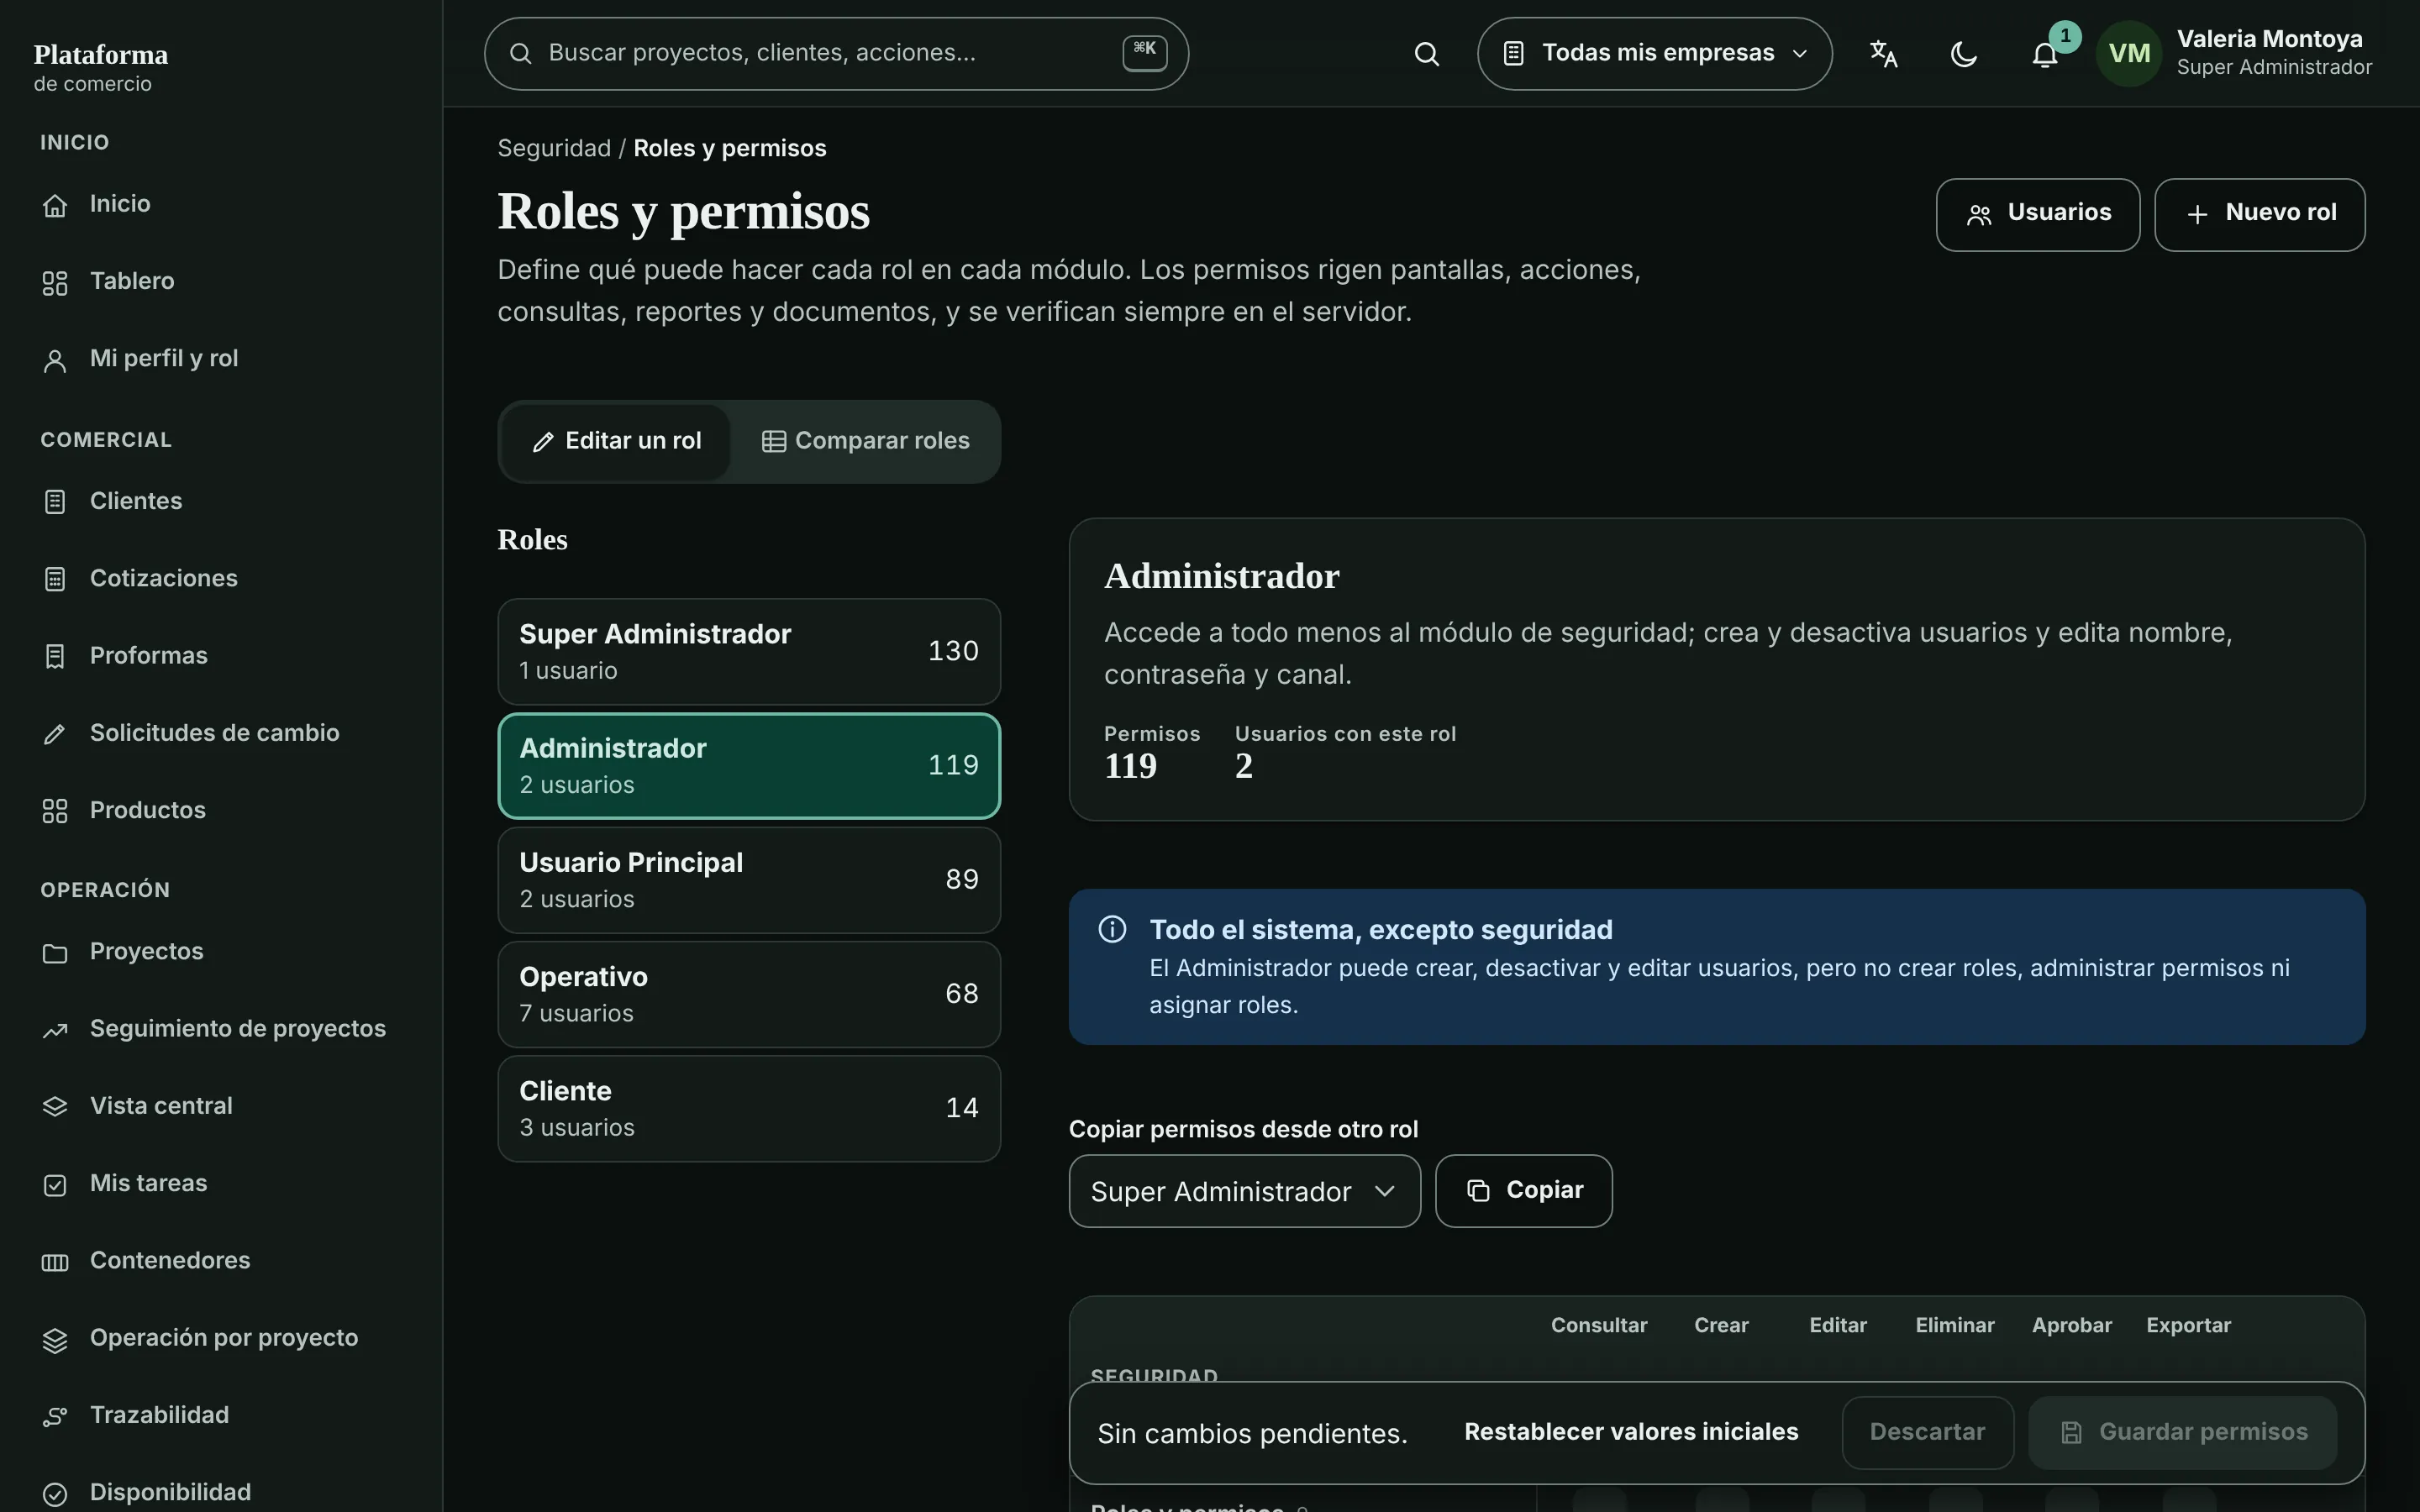 Plataforma
de comercio
INICIO
Inicio
Tablero
Mi perfil y rol
COMERCIAL
Clientes
Cotizaciones
Proformas
Solicitudes de cambio
Productos
OPERACIÓN
Proyectos
Seguimiento de proyectos
Vista central
Mis tareas
Contenedores
Operación por proyecto
Trazabilidad
Disponibilidad
Buscar proyectos, clientes, acciones...
⌘K
Todas mis empresas
1
VM
Valeria Montoya
Super Administrador
Seguridad / Roles y permisos
Roles y permisos
Define qué puede hacer cada rol en cada módulo. Los permisos rigen pantallas, acciones,
consultas, reportes y documentos, y se verifican siempre en el servidor.
Usuarios
Nuevo rol
Editar un rol
Comparar roles
Roles
Super Administrador
1 usuario
130
Administrador
2 usuarios
119
Usuario Principal
2 usuarios
89
Operativo
7 usuarios
68
Cliente
3 usuarios
14
Administrador
Accede a todo menos al módulo de seguridad; crea y desactiva usuarios y edita nombre,
contraseña y canal.
Permisos
119
Usuarios con este rol
2
Todo el sistema, excepto seguridad
El Administrador puede crear, desactivar y editar usuarios, pero no crear roles, administrar permisos ni
asignar roles.
Copiar permisos desde otro rol
Super Administrador
Copiar
Consultar Crear Editar Eliminar Aprobar Exportar
SEGURIDAD
Sin cambios pendientes.
Restablecer valores iniciales
Descartar
Guardar permisos
Roles y permisos